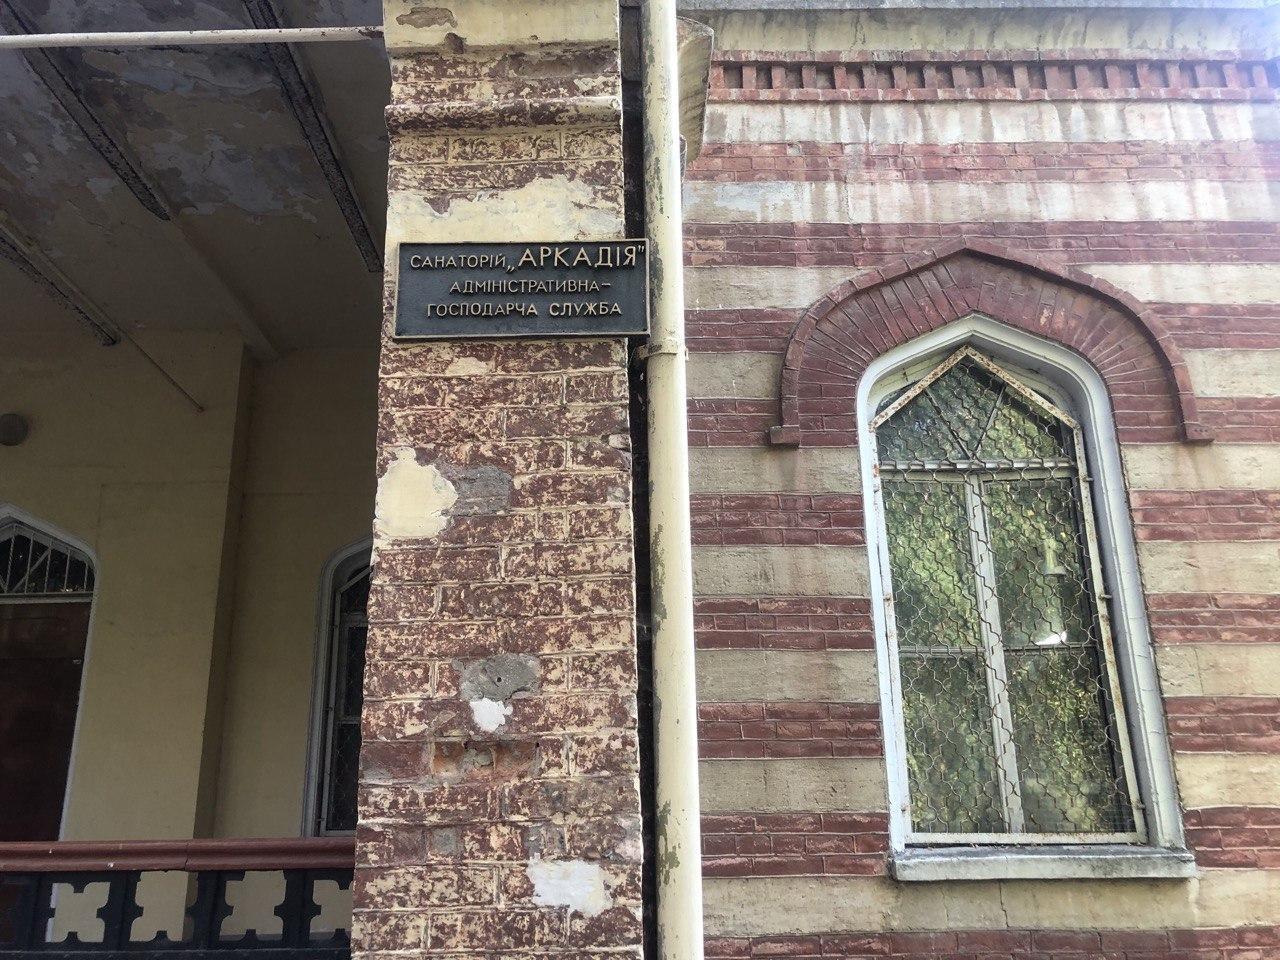 САНАТОРІЙ „АРКАДІЯ"
АДМІНІСТРАТИВНА–
ГОСПОДАРЧА СЛУЖБА